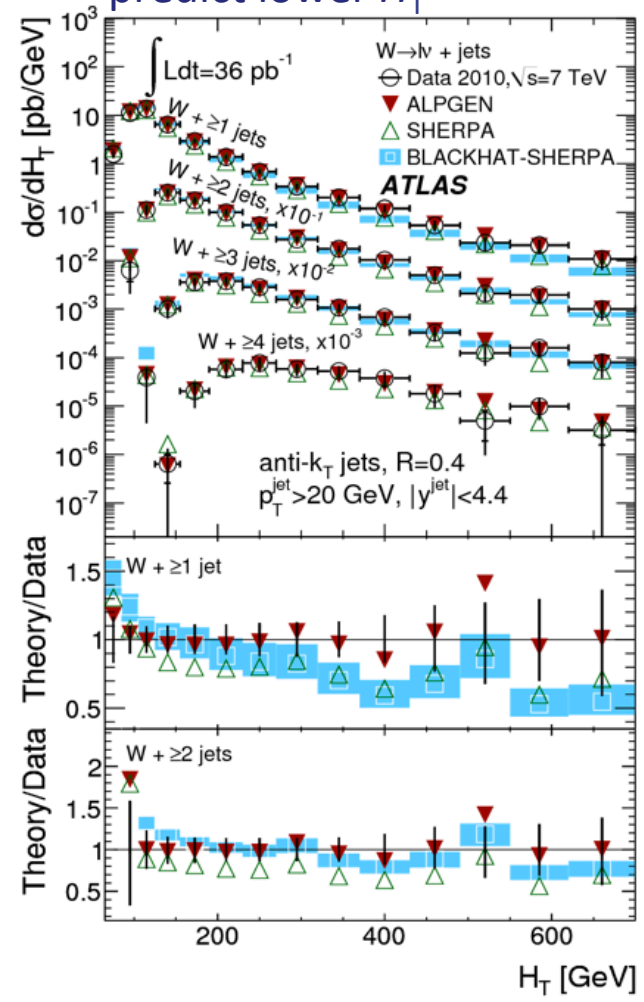 predict lower H
∫ Ldt=36 pb⁻¹
W→lν + jets
Data 2010,√s=7 TeV
ALPGEN
SHERPA
BLACKHAT-SHERPA
ATLAS
W + ≥1 jets
W + ≥2 jets, x10⁻¹
W + ≥3 jets, x10⁻²
W + ≥4 jets, x10⁻³
anti-k_T jets, R=0.4
p_T^jet>20 GeV, |y^jet|<4.4
dσ/dH_T [pb/GeV]
10³
10²
10
1
10⁻¹
10⁻²
10⁻³
10⁻⁴
10⁻⁵
10⁻⁶
10⁻⁷
W + ≥1 jet
Theory/Data
1.5
1
0.5
W + ≥2 jets
Theory/Data
2
1.5
1
0.5
200 400 600
H_T [GeV]